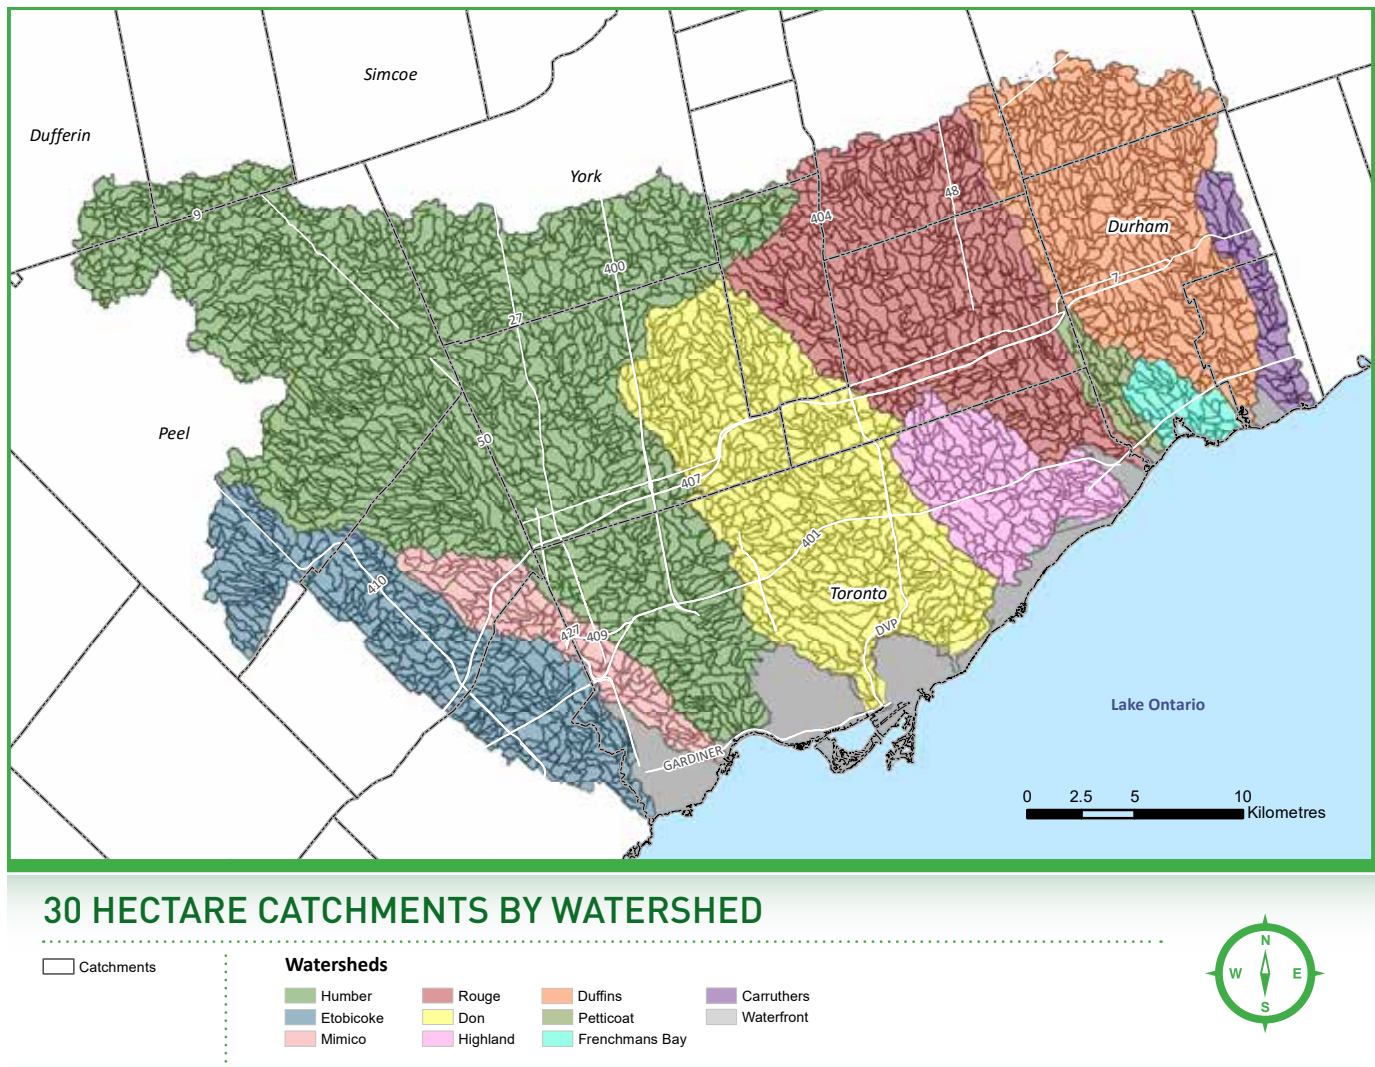 Simcoe
Dufferin
York
9
48
404
Durham
400
7
27
Peel
50
407
401
410
Toronto
427
409
DVP
Lake Ontario
GARDINER
0 2.5 5 10
Kilometres
30 HECTARE CATCHMENTS BY WATERSHED
Catchments
Watersheds
Humber
Etobicoke
Mimico
Rouge
Don
Highland
Duffins
Petticoat
Frenchmans Bay
Carruthers
Waterfront
N
W E
S